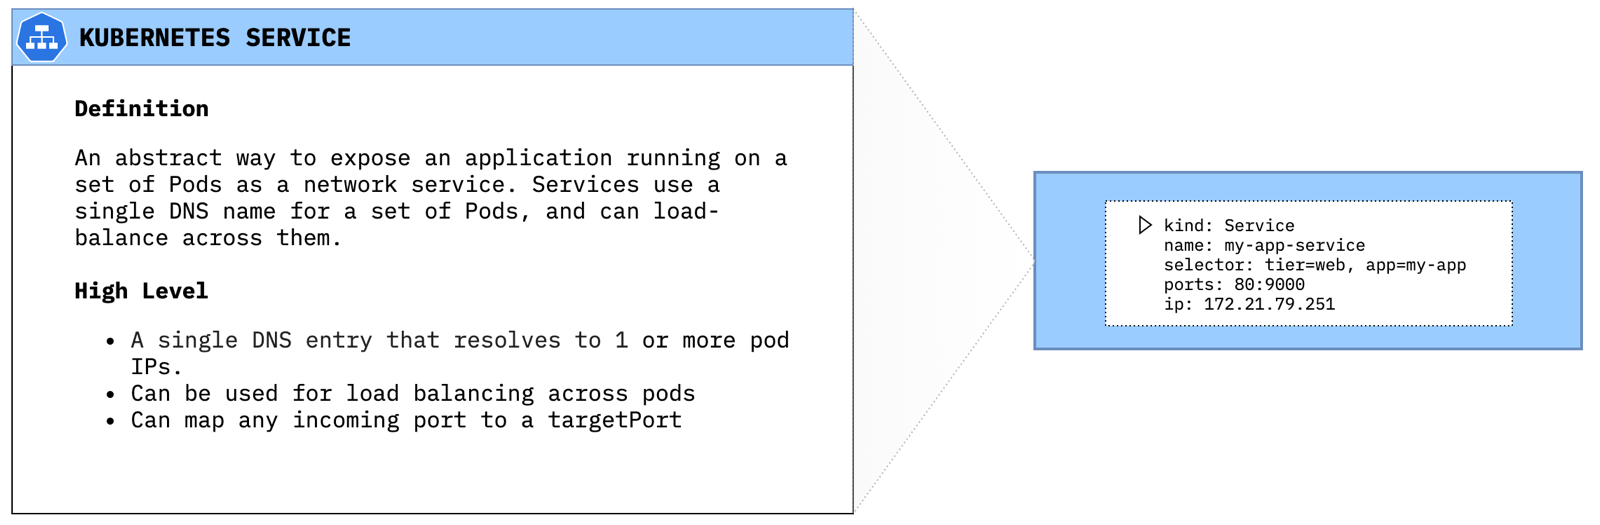 KUBERNETES SERVICE
Definition
An abstract way to expose an application running on a
set of Pods as a network service. Services use a
single DNS name for a set of Pods, and can load-
balance across them.
High Level
• A single DNS entry that resolves to 1 or more pod
IPs.
• Can be used for load balancing across pods
• Can map any incoming port to a targetPort
kind: Service
name: my-app-service
selector: tier=web, app=my-app
ports: 80:9000
ip: 172.21.79.251